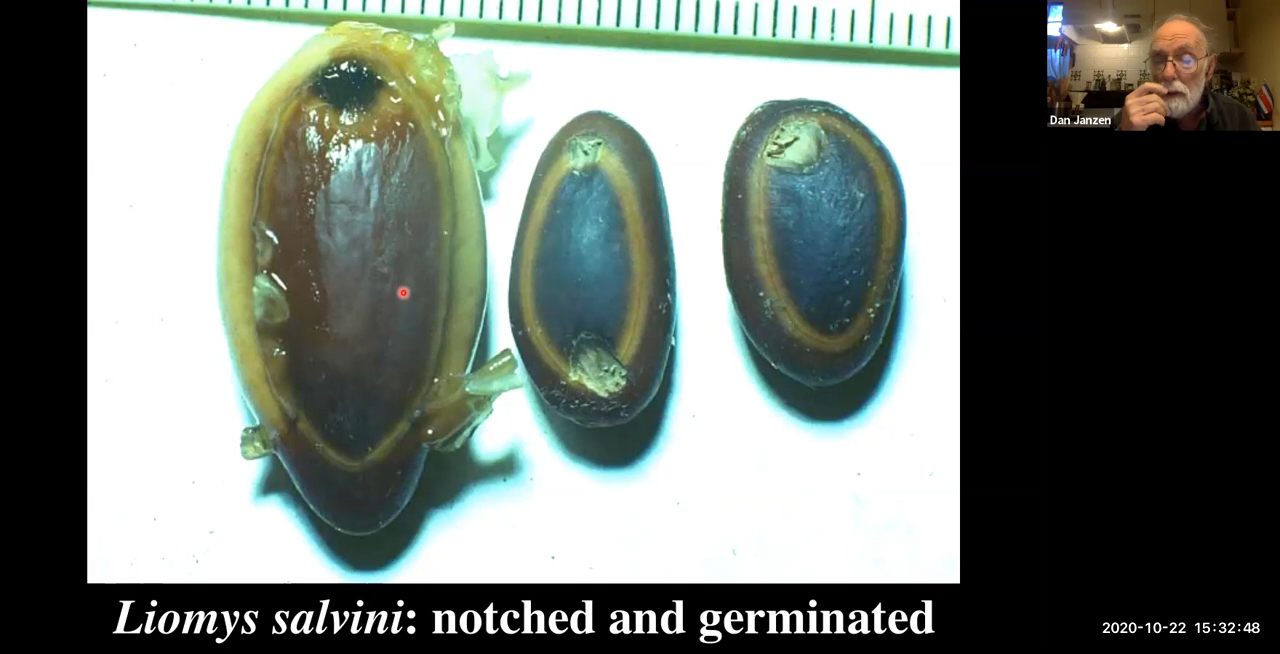 Dan Janzen
Liomys salvini: notched and germinated
2020-10-22 15:32:48